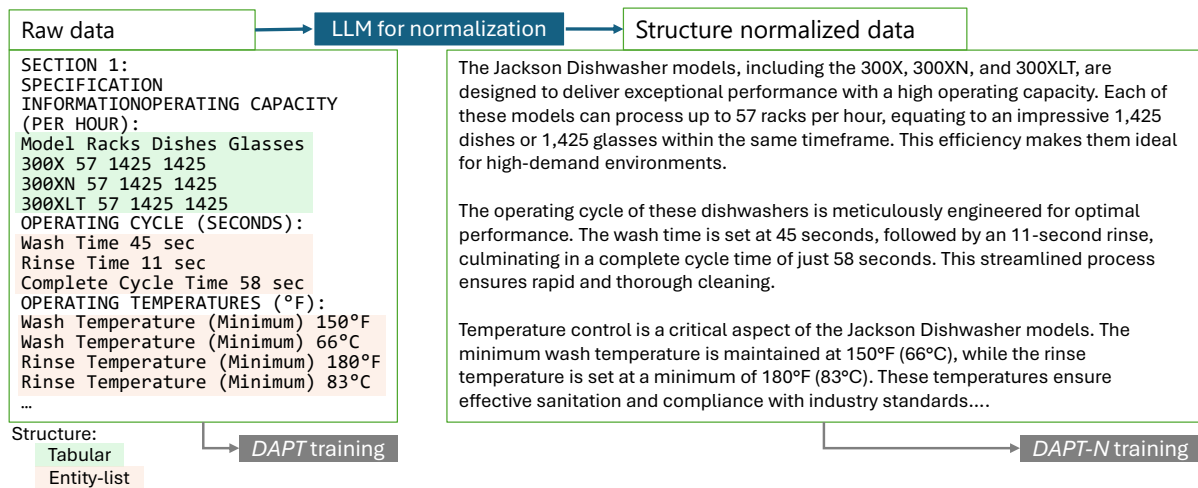 Raw data
LLM for normalization
Structure normalized data
SECTION 1:
SPECIFICATION
INFORMATIONOPERATING CAPACITY
(PER HOUR):
Model Racks Dishes Glasses
300X 57 1425 1425
300XN 57 1425 1425
300XLT 57 1425 1425
OPERATING CYCLE (SECONDS):
Wash Time 45 sec
Rinse Time 11 sec
Complete Cycle Time 58 sec
OPERATING TEMPERATURES (°F):
Wash Temperature (Minimum) 150°F
Wash Temperature (Minimum) 66°C
Rinse Temperature (Minimum) 180°F
Rinse Temperature (Minimum) 83°C
…
The Jackson Dishwasher models, including the 300X, 300XN, and 300XLT, are
designed to deliver exceptional performance with a high operating capacity. Each of
these models can process up to 57 racks per hour, equating to an impressive 1,425
dishes or 1,425 glasses within the same timeframe. This efficiency makes them ideal
for high-demand environments.
The operating cycle of these dishwashers is meticulously engineered for optimal
performance. The wash time is set at 45 seconds, followed by an 11-second rinse,
culminating in a complete cycle time of just 58 seconds. This streamlined process
ensures rapid and thorough cleaning.
Temperature control is a critical aspect of the Jackson Dishwasher models. The
minimum wash temperature is maintained at 150°F (66°C), while the rinse
temperature is set at a minimum of 180°F (83°C). These temperatures ensure
effective sanitation and compliance with industry standards....
Structure:
Tabular
Entity-list
DAPT training
DAPT-N training